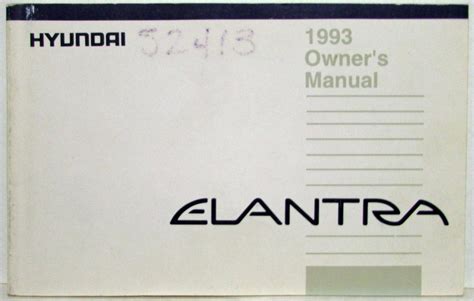 HYUNDAI
52413
1993
Owner's
Manual
ELANTRA